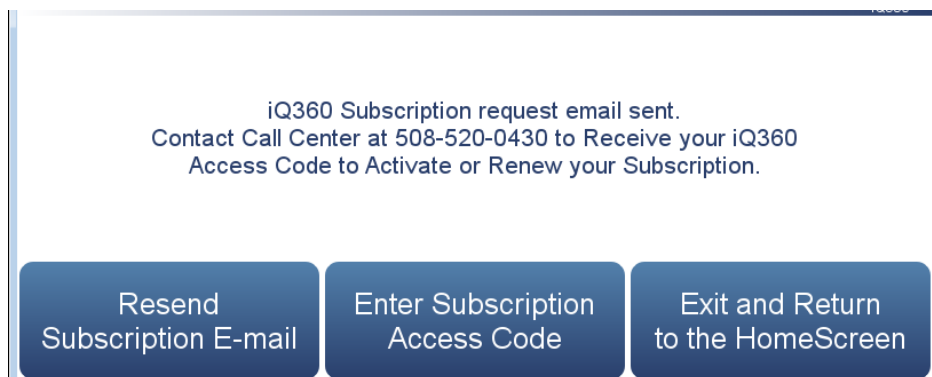 iQ360 Subscription request email sent.
Contact Call Center at 508-520-0430 to Receive your iQ360
Access Code to Activate or Renew your Subscription.
Resend
Subscription E-mail
Enter Subscription
Access Code
Exit and Return
to the HomeScreen